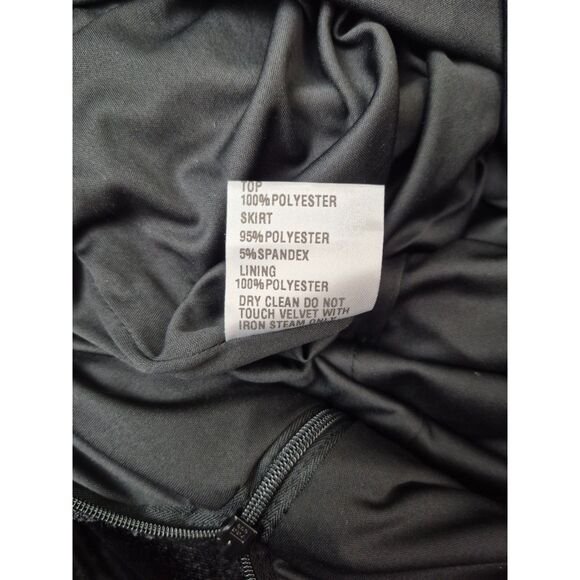 TOP
100%POLYESTER
SKIRT
95%POLYESTER
5%SPANDEX
LINING
100%POLYESTER
DRY CLEAN DO NOT
TOUCH VELVET WITH
IRON STEAM ONLY